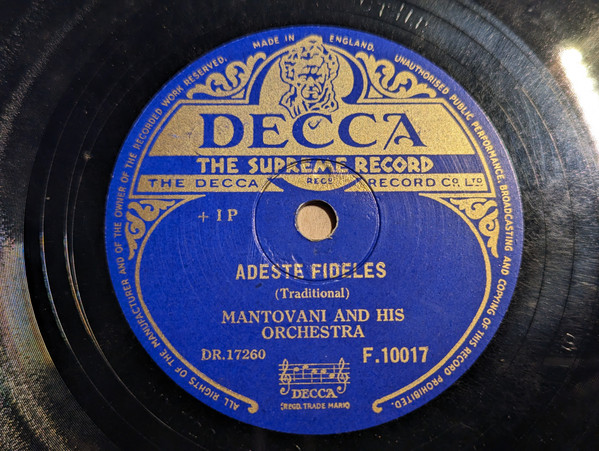 ALL RIGHTS OF THE MANUFACTURER AND OF THE OWNER OF THE RECORDED WORK RESERVED.
MADE IN ENGLAND.
UNAUTHORISED PUBLIC PERFORMANCE, BROADCASTING AND COPYING OF THIS RECORD PROHIBITED.
DECCA
THE SUPREME RECORD
THE DECCA REGD RECORD CO. LTD
+ 1 P
ADESTE FIDELES
(Traditional)
MANTOVANI AND HIS
ORCHESTRA
DR.17260 F.10017
DECCA
(REGD. TRADE MARK)